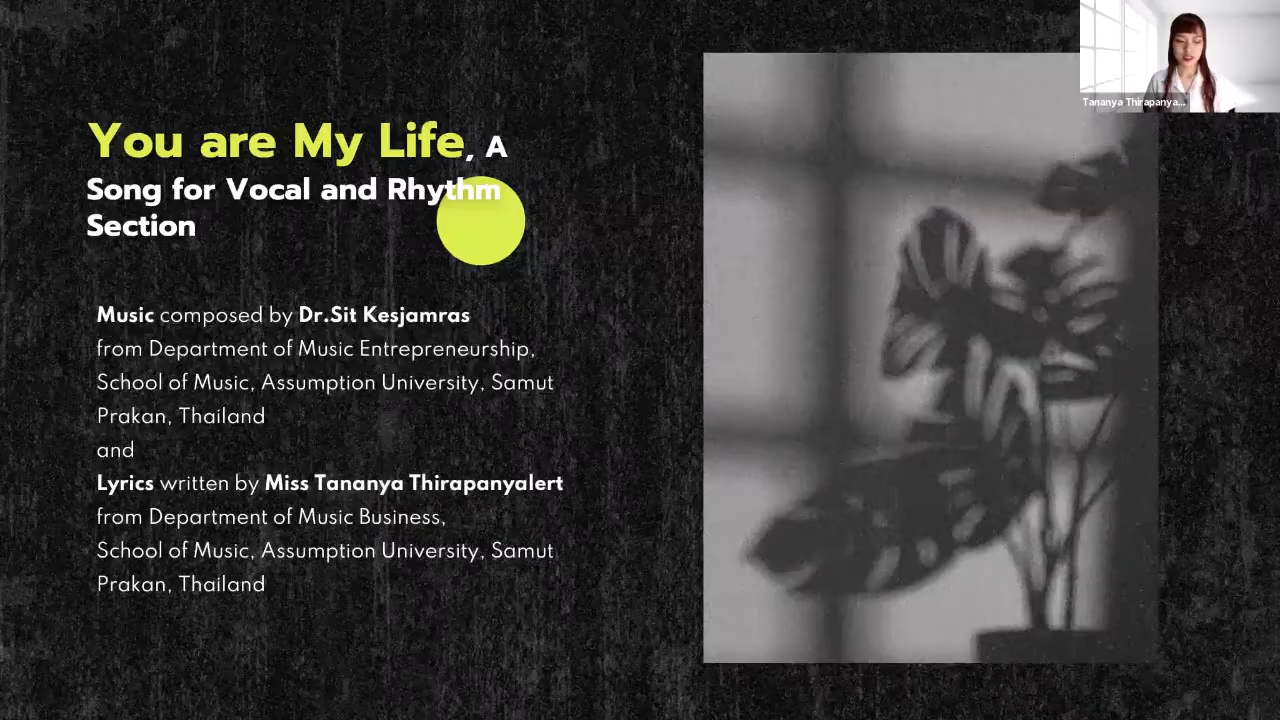 You are My Life, A
Song for Vocal and Rhythm
Section
Music composed by Dr.Sit Kesjamras
from Department of Music Entrepreneurship,
School of Music, Assumption University, Samut
Prakan, Thailand
and
Lyrics written by Miss Tananya Thirapanyalert
from Department of Music Business,
School of Music, Assumption University, Samut
Prakan, Thailand
Tananya Thirapanya...